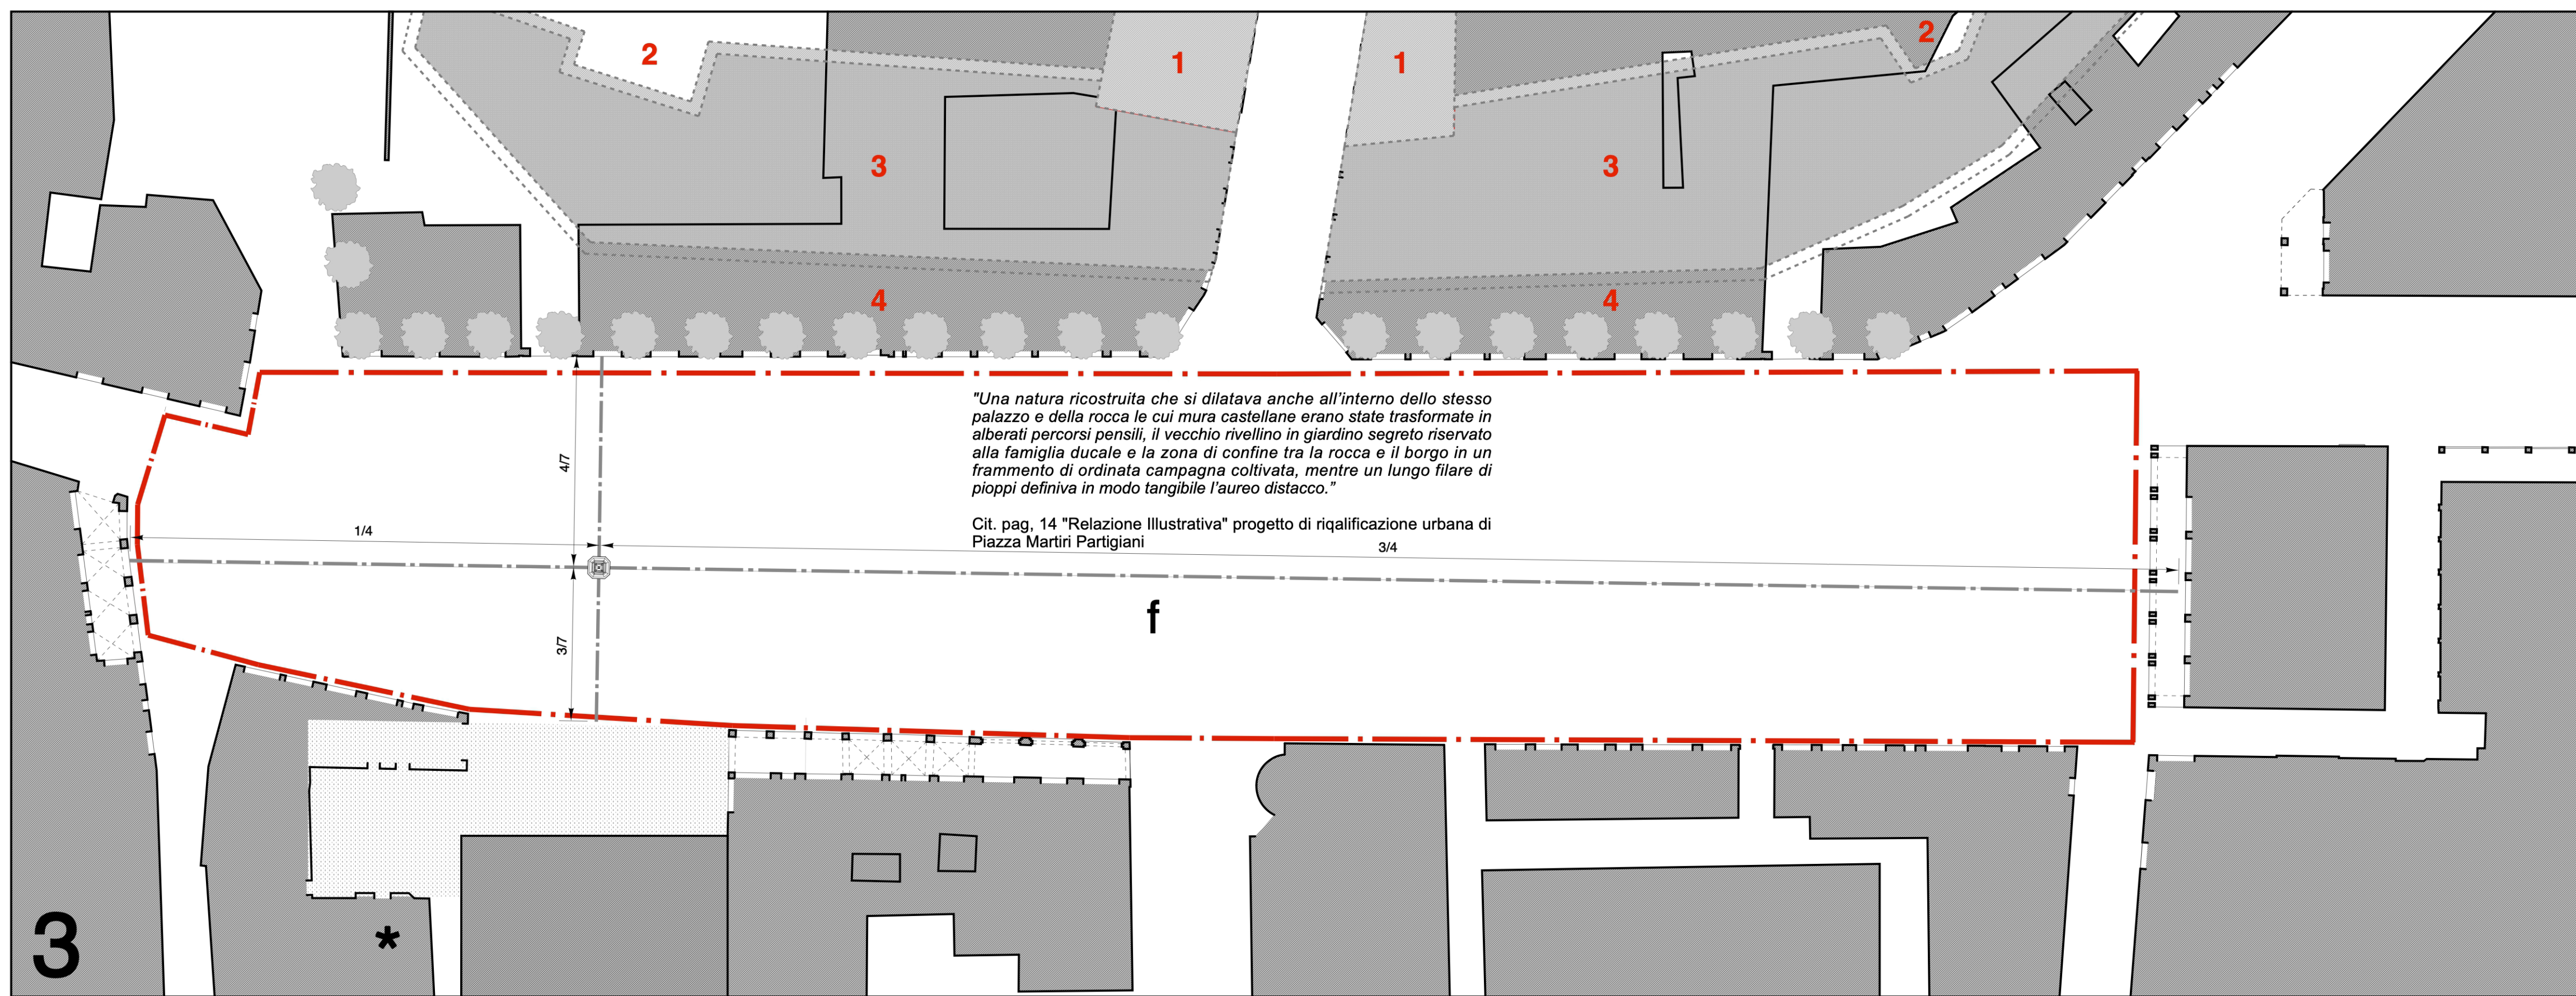 2
1
1
2
3
3
4
4
"Una natura ricostruita che si dilatava anche all'interno dello stesso
palazzo e della rocca le cui mura castellane erano state trasformate in
alberati percorsi pensili, il vecchio rivellino in giardino segreto riservato
alla famiglia ducale e la zona di confine tra la rocca e il borgo in un
frammento di ordinata campagna coltivata, mentre un lungo filare di
pioppi definiva in modo tangibile l'aureo distacco."
Cit. pag, 14 "Relazione Illustrativa" progetto di riqalificazione urbana di
Piazza Martiri Partigiani
4/7
1/4
3/4
f
3/7
3
*